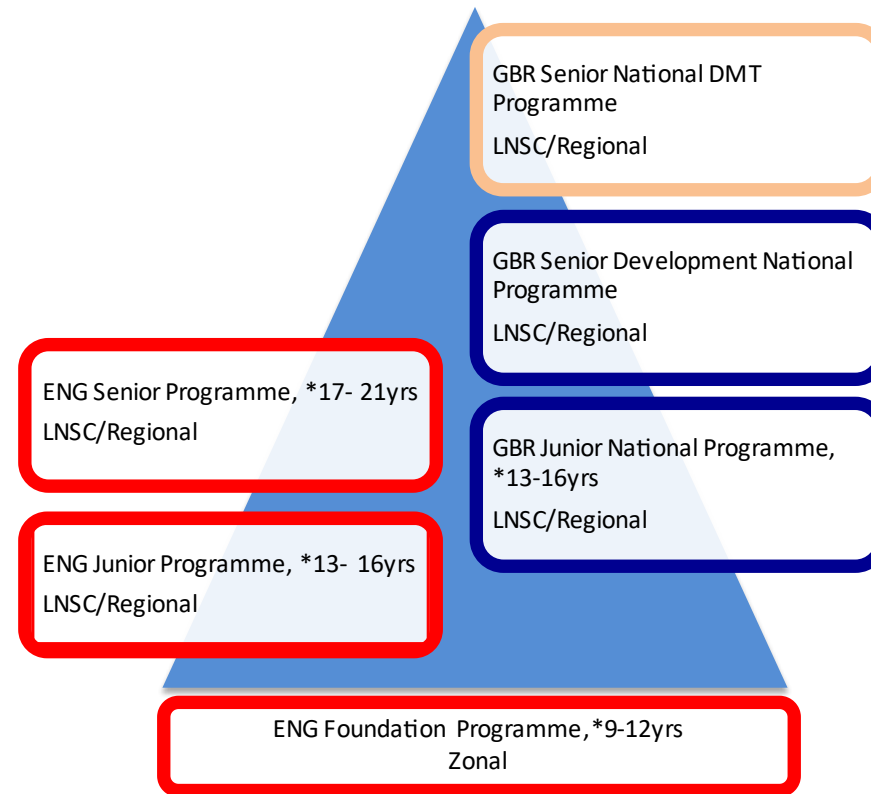 GBR Senior National DMT
Programme
LNSC/Regional
GBR Senior Development National
Programme
LNSC/Regional
ENG Senior Programme, *17- 21yrs
LNSC/Regional
GBR Junior National Programme,
*13-16yrs
LNSC/Regional
ENG Junior Programme, *13- 16yrs
LNSC/Regional
ENG Foundation Programme,*9-12yrs
Zonal